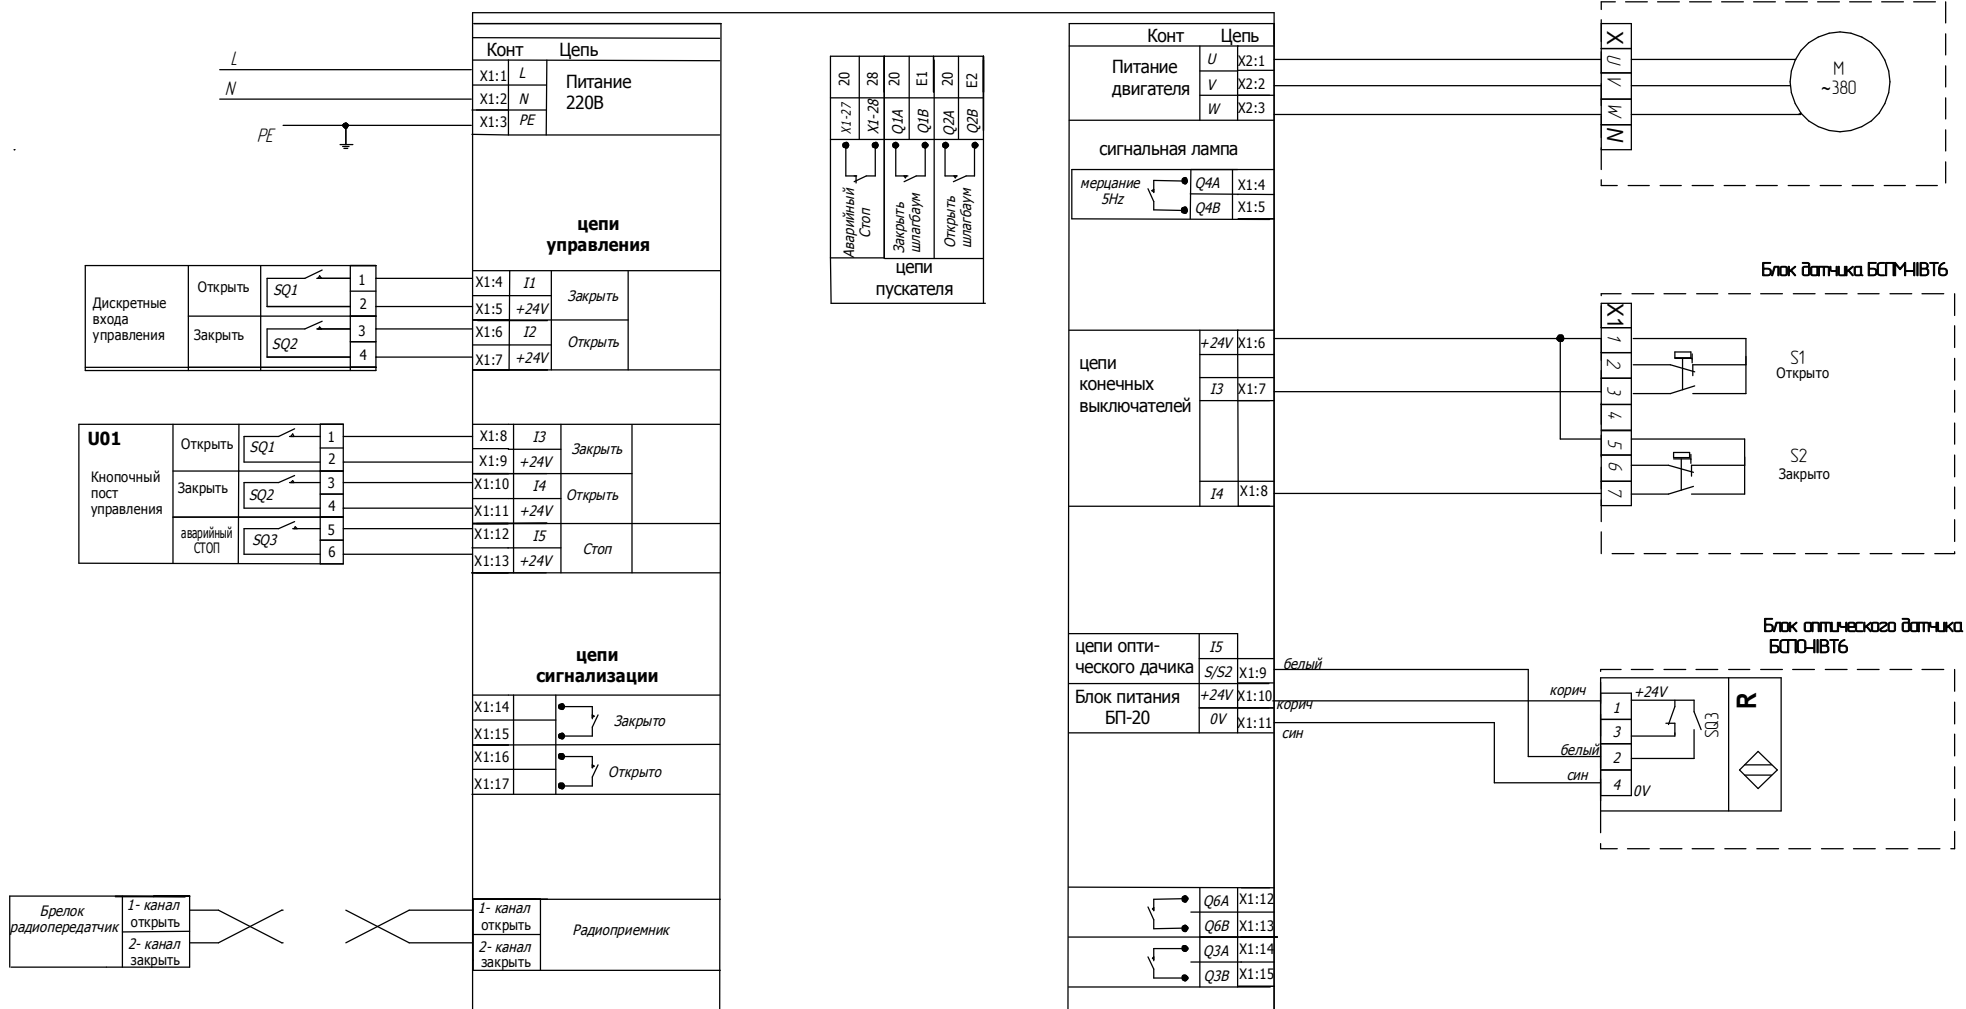 L
N
PE
Конт Цепь
X1:1 L
X1:2 N
X1:3 PE
Питание
220В
цепи
управления
Дискретные
входа
управления
Открыть
SQ1
1
2
Закрыть
SQ2
3
4
X1:4 I1
X1:5 +24V
Закрыть
X1:6 I2
X1:7 +24V
Открыть
U01
Кнопочный
пост
управления
Открыть
SQ1
1
2
Закрыть
SQ2
3
4
аварийный
СТОП
SQ3
5
6
X1:8 I3
X1:9 +24V
Закрыть
X1:10 I4
X1:11 +24V
Открыть
X1:12 I5
X1:13 +24V
Стоп
цепи
сигнализации
X1:14
X1:15
Закрыто
X1:16
X1:17
Открыто
Брелок
радиопередатчик
1- канал
открыть
2- канал
закрыть
1- канал
открыть
2- канал
закрыть
Радиоприемник
20 28 20 E1 20 E2
X1-27 X1-28 Q1A Q1B Q2A Q2B
Аварийный
Стоп
Закрыть
шлагбаум
Открыть
шлагбаум
цепи
пускателя
Конт Цепь
Питание
двигателя
U X2:1
V X2:2
W X2:3
сигнальная лампа
мерцание
5Hz
Q4A X1:4
Q4B X1:5
цепи
конечных
выключателей
+24V X1:6
I3 X1:7
I4 X1:8
цепи опти-
ческого дачика
I5
S/S2 X1:9
Блок питания
БП-20
+24V X1:10
0V X1:11
белый
корич
син
Q6A X1:12
Q6B X1:13
Q3A X1:14
Q3B X1:15
X
U
V
W
N
M
~380
Блок датчика БСПМ-IIВТ6
X1
1
2
3
4
5
6
7
S1
Открыто
S2
Закрыто
Блок оптического датчика
БСПО-IIВТ6
корич
белый
син
+24V
1
3
2
4
0V
SQ3
R